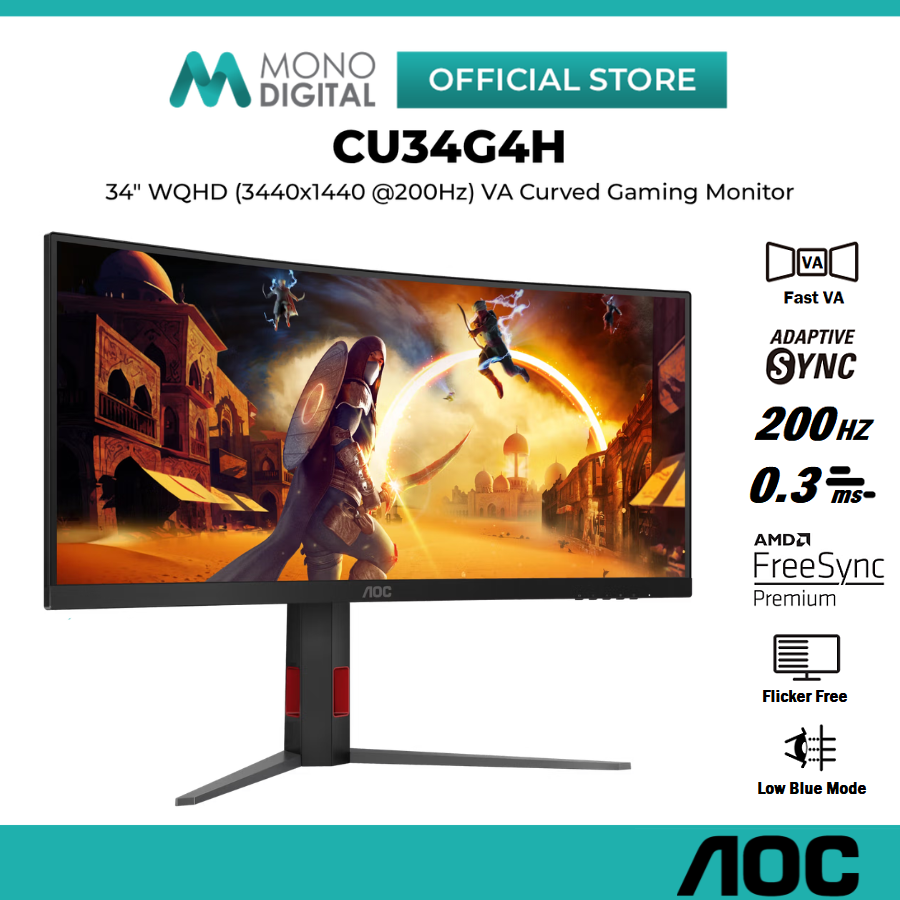 MONO
DIGITAL
OFFICIAL STORE
CU34G4H
34" WQHD (3440x1440 @200Hz) VA Curved Gaming Monitor
VA
Fast VA
ADAPTIVE
SYNC
200HZ
0.3ms
AMD
FreeSync
Premium
AOC
Flicker Free
Low Blue Mode
AOC